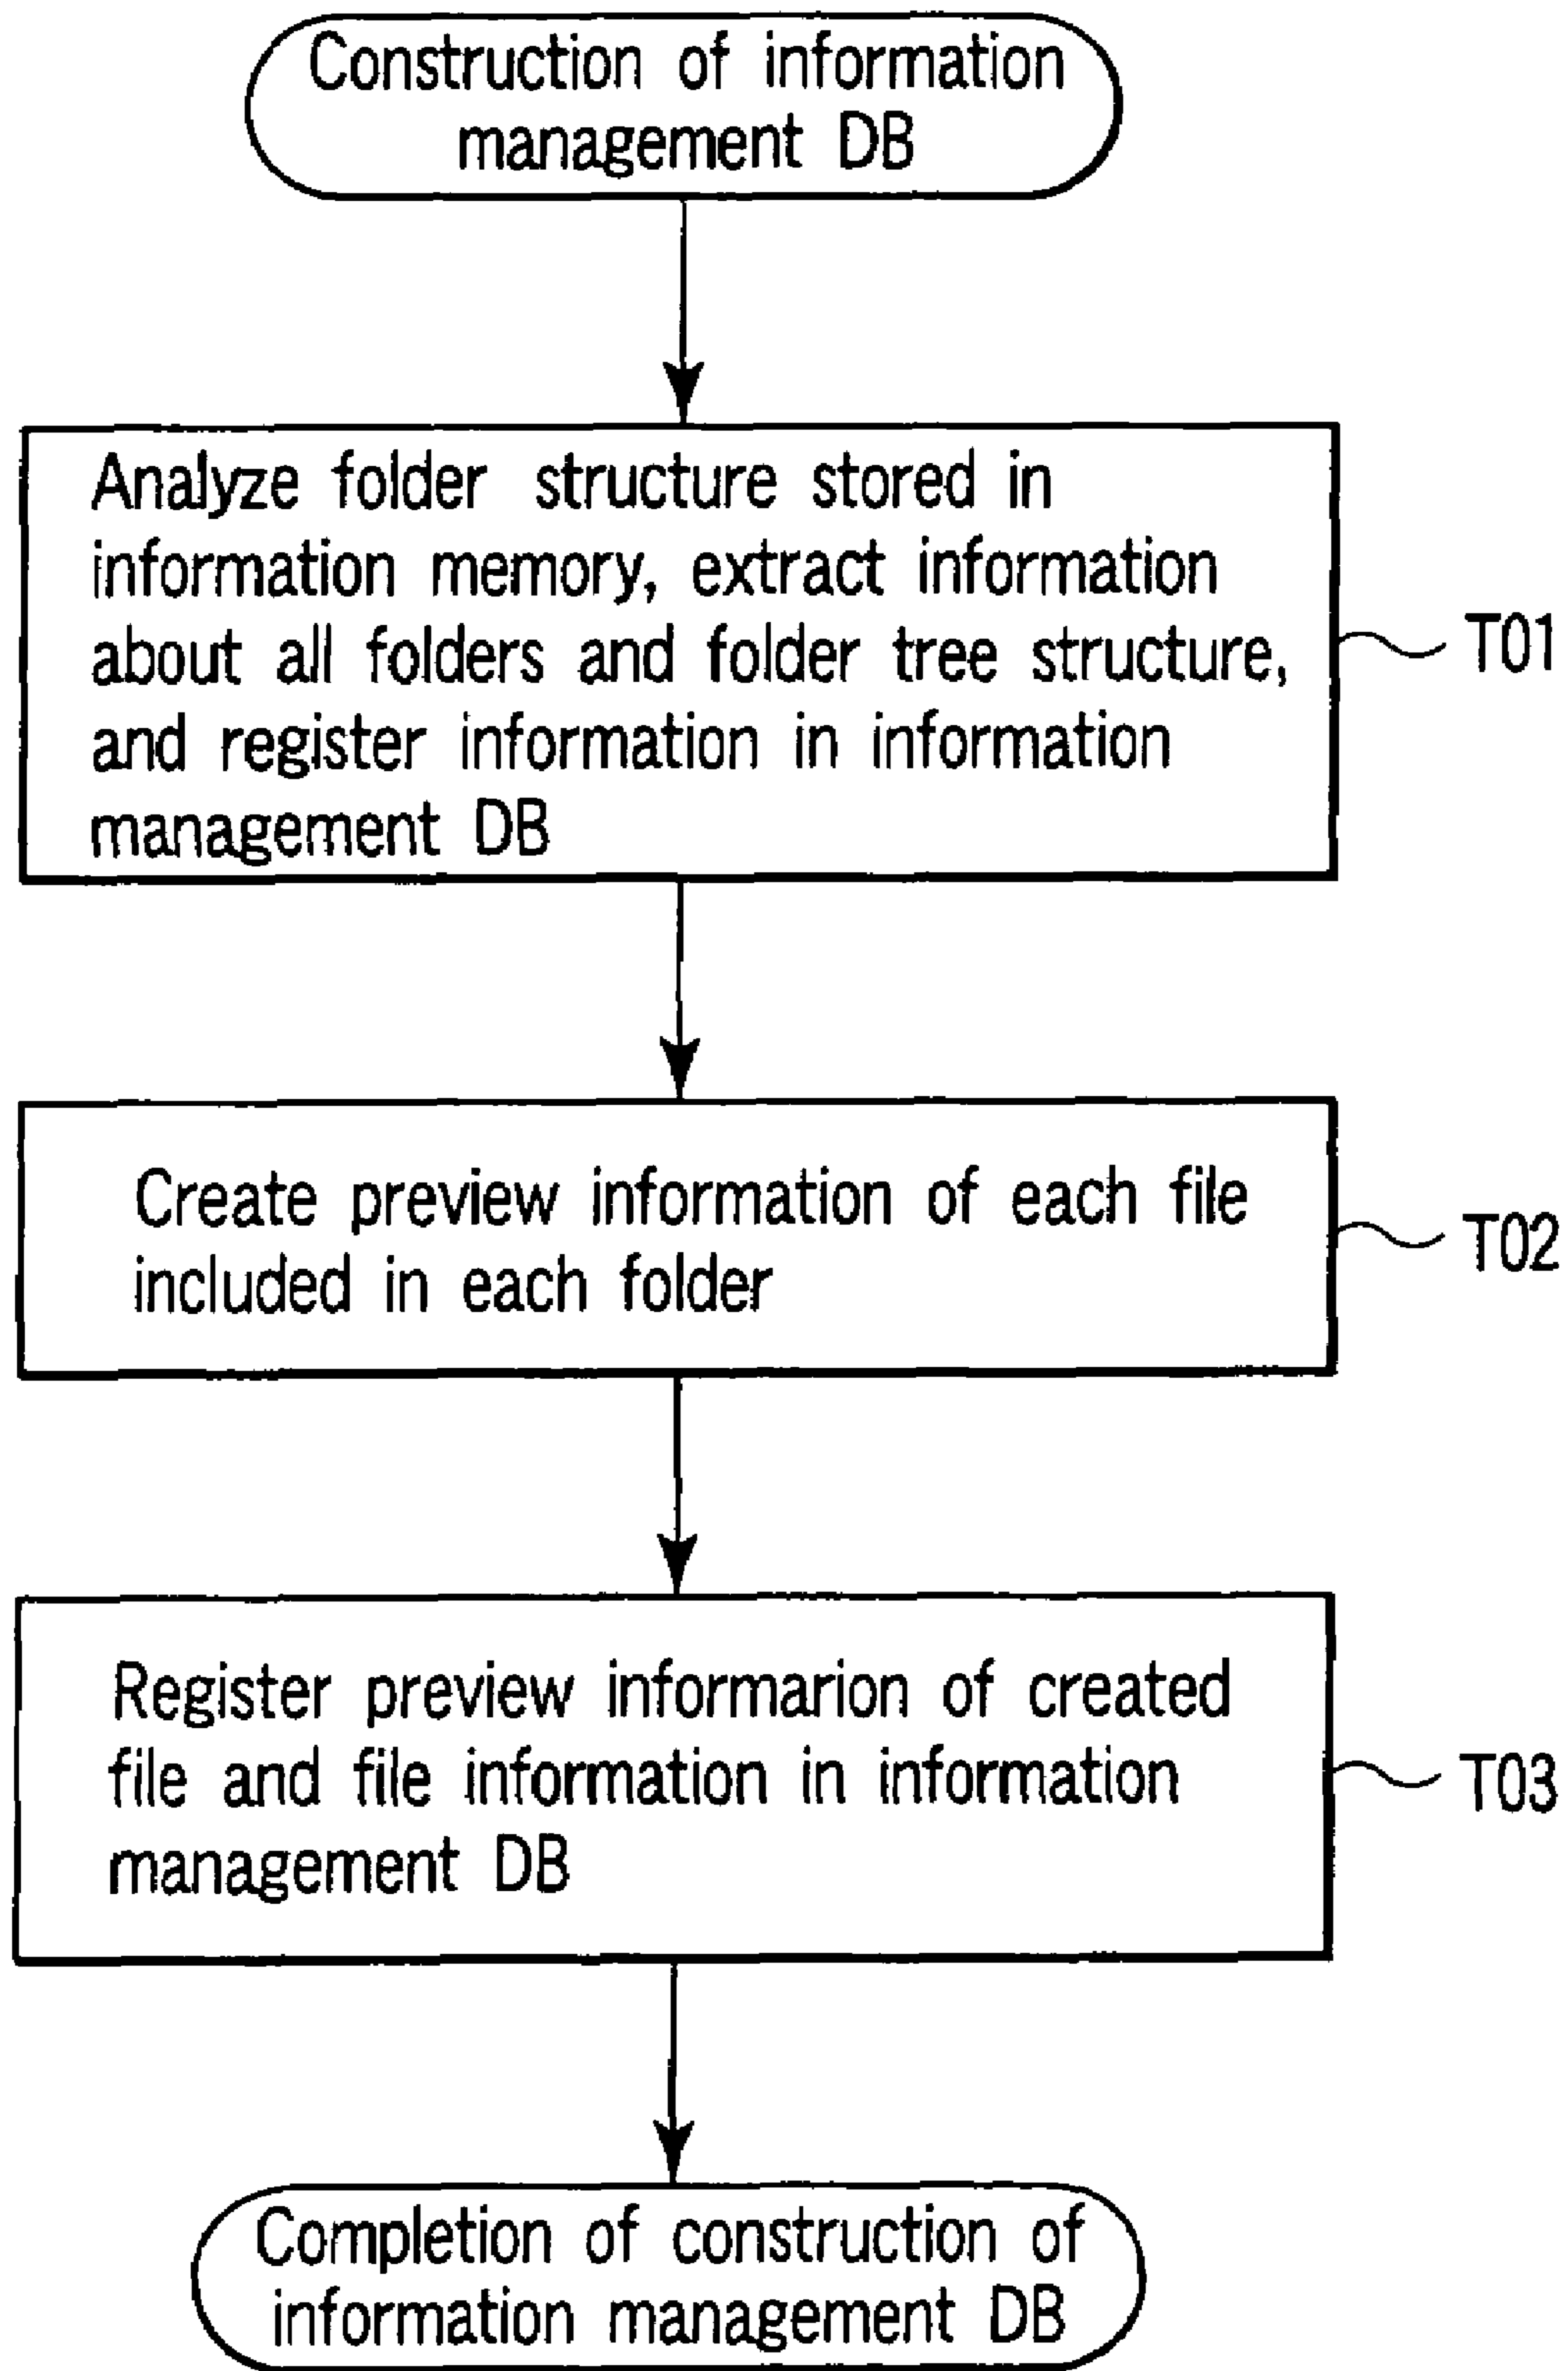 Construction of information
management DB
Analyze folder structure stored in
information memory, extract information
about all folders and folder tree structure,
and register information in information
management DB
T01
Create preview information of each file
included in each folder
T02
Register preview informarion of created
file and file information in information
management DB
T03
Completion of construction of
information management DB